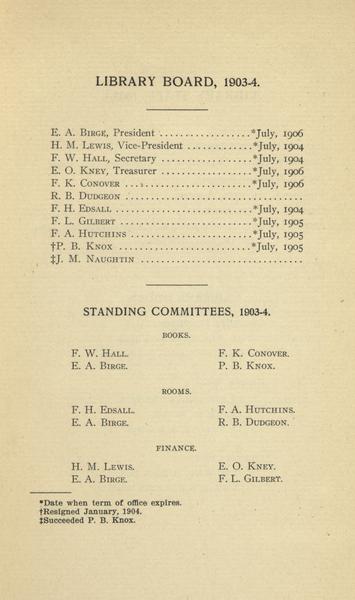 LIBRARY BOARD, 1903-4.
E. A. BIRGE, President ..................*July, 1906
H. M. LEWIS, Vice-President .............*July, 1904
F. W. HALL, Secretary ..................*July, 1904
E. O. KNEY, Treasurer ..................*July, 1906
F. K. CONOVER ........................*July, 1906
R. B. DUDGEON ................................
F. H. EDSALL ..........................*July, 1904
F. L. GILBERT .........................*July, 1905
F. A. HUTCHINS ........................*July, 1905
†P. B. KNOX ..........................*July, 1905
‡J. M. NAUGHTIN ..............................
STANDING COMMITTEES, 1903-4.
BOOKS.
F. W. HALL. F. K. CONOVER.
E. A. BIRGE. P. B. KNOX.
ROOMS.
F. H. EDSALL. F. A. HUTCHINS.
E. A. BIRGE. R. B. DUDGEON.
FINANCE.
H. M. LEWIS. E. O. KNEY.
E. A. BIRGE. F. L. GILBERT.
*Date when term of office expires.
†Resigned January, 1904.
‡Succeeded P. B. Knox.